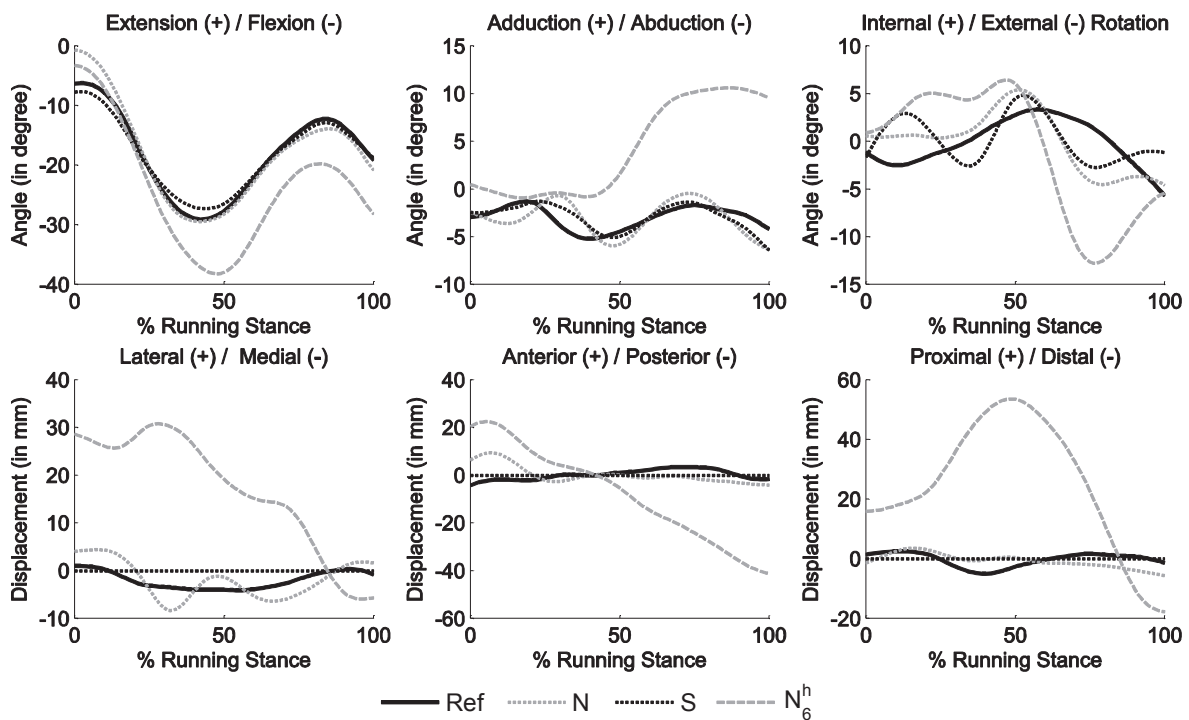 Extension (+) / Flexion (-)
Adduction (+) / Abduction (-)
Internal (+) / External (-) Rotation
Angle (in degree)
0
-10
-20
-30
-40
0
50
100
% Running Stance
Angle (in degree)
15
10
5
0
-5
-10
0
50
100
% Running Stance
Angle (in degree)
10
5
0
-5
-10
-15
0
50
100
% Running Stance
Lateral (+) / Medial (-)
Anterior (+) / Posterior (-)
Proximal (+) / Distal (-)
Displacement (in mm)
40
30
20
10
0
-10
0
50
100
% Running Stance
Displacement (in mm)
40
20
0
-20
-40
-60
0
50
100
% Running Stance
Displacement (in mm)
60
40
20
0
-20
0
50
100
% Running Stance
Ref N S N₆ʰ